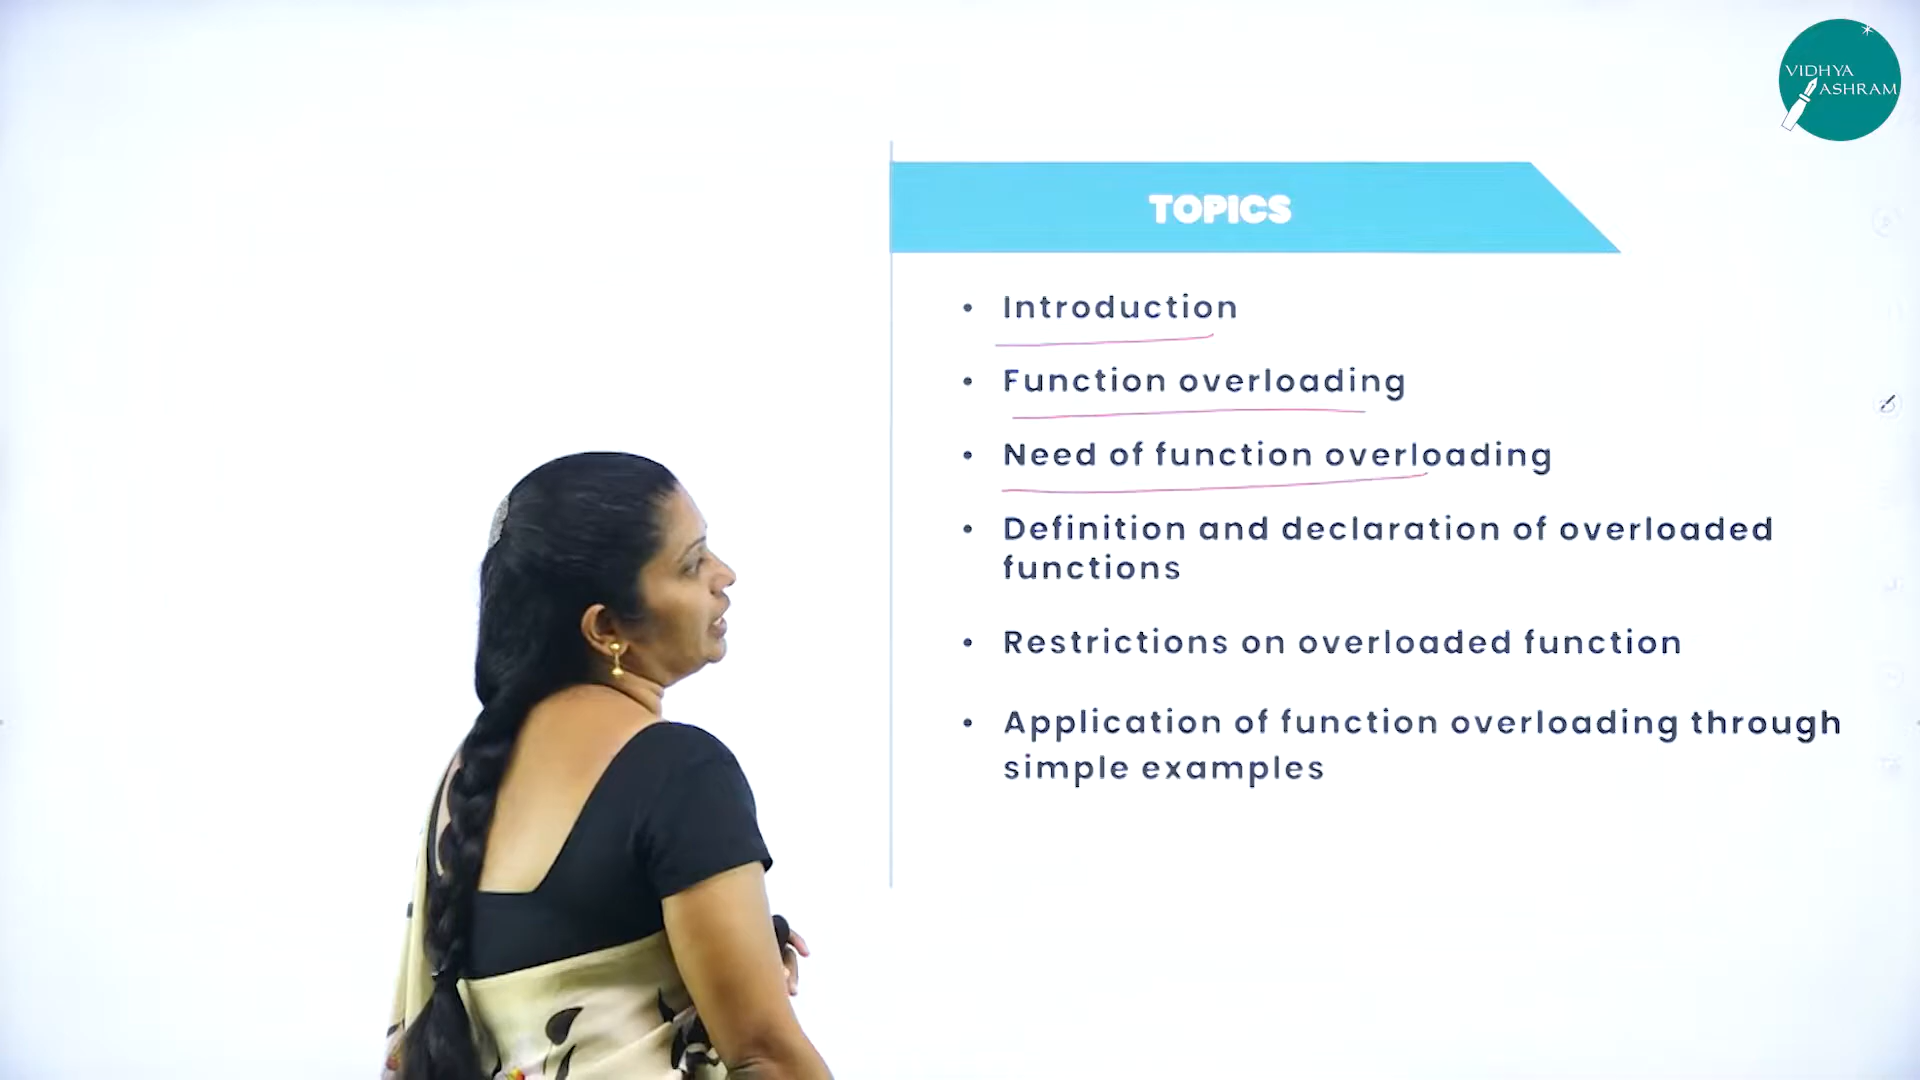 VIDHYA
ASHRAM
TOPICS
• Introduction
• Function overloading
• Need of function overloading
• Definition and declaration of overloaded
functions
• Restrictions on overloaded function
• Application of function overloading through
simple examples